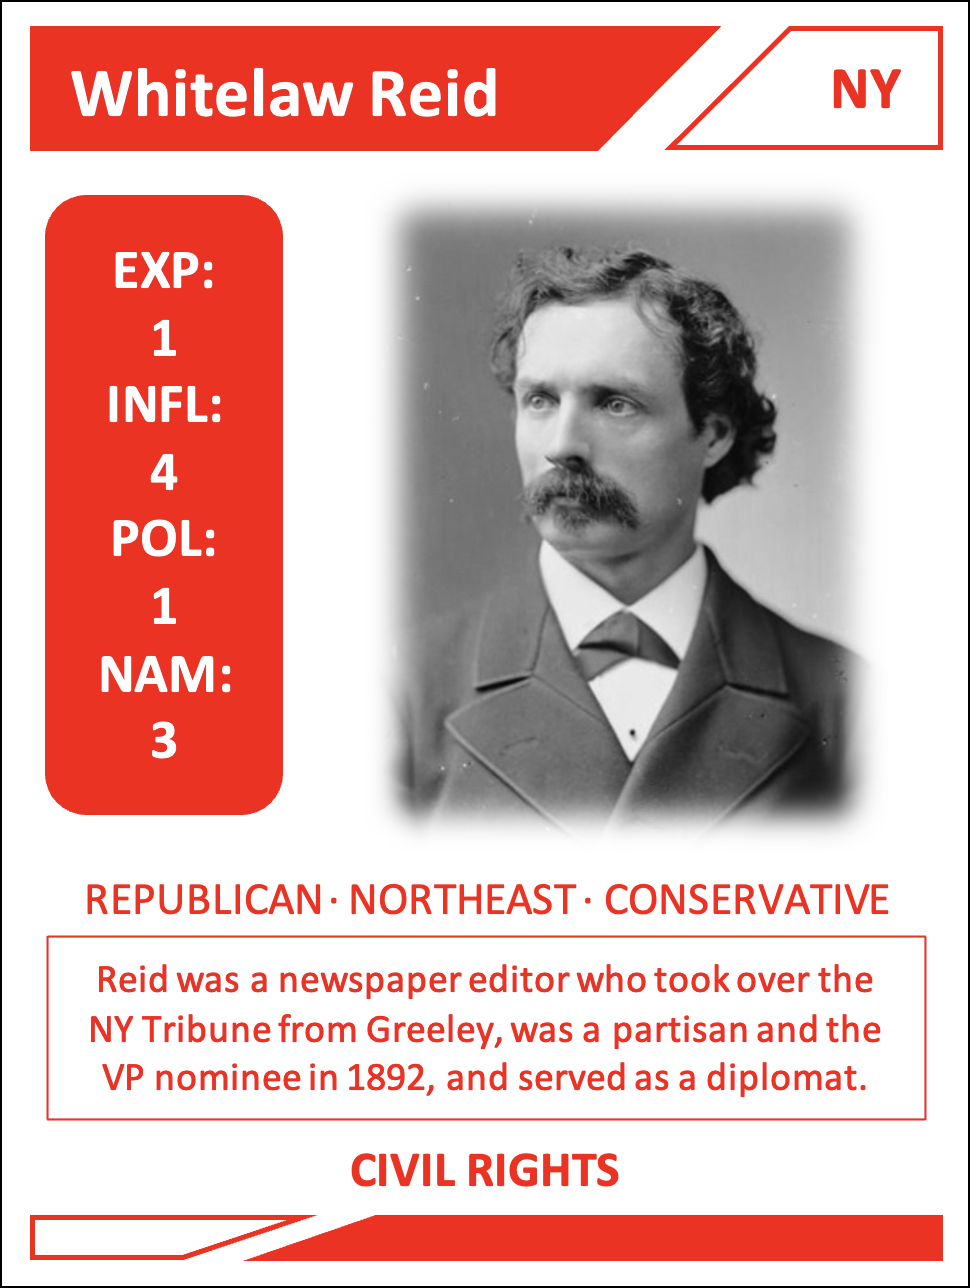 Whitelaw Reid
NY
EXP:
1
INFL:
4
POL:
1
NAM:
3
REPUBLICAN · NORTHEAST · CONSERVATIVE
Reid was a newspaper editor who took over the
NY Tribune from Greeley, was a partisan and the
VP nominee in 1892, and served as a diplomat.
CIVIL RIGHTS